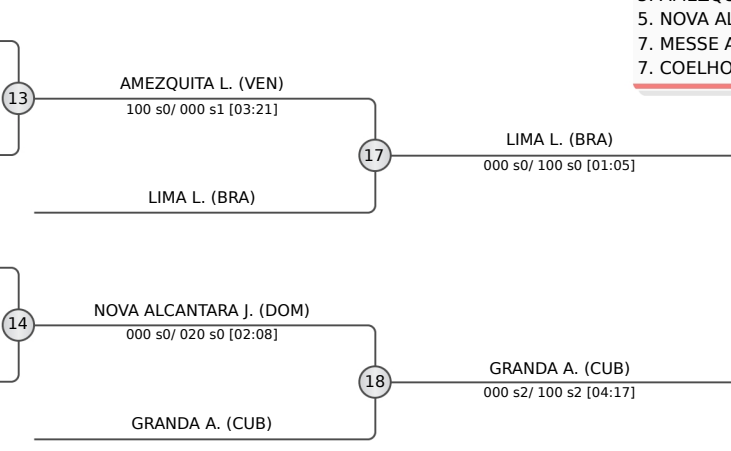 5. NOVA
7. MESSE
7. COELHO
13
AMEZQUITA L. (VEN)
100 s0/ 000 s1 [03:21]
17
LIMA L. (BRA)
000 s0/ 100 s0 [01:05]
LIMA L. (BRA)
14
NOVA ALCANTARA J. (DOM)
000 s0/ 020 s0 [02:08]
18
GRANDA A. (CUB)
000 s2/ 100 s2 [04:17]
GRANDA A. (CUB)